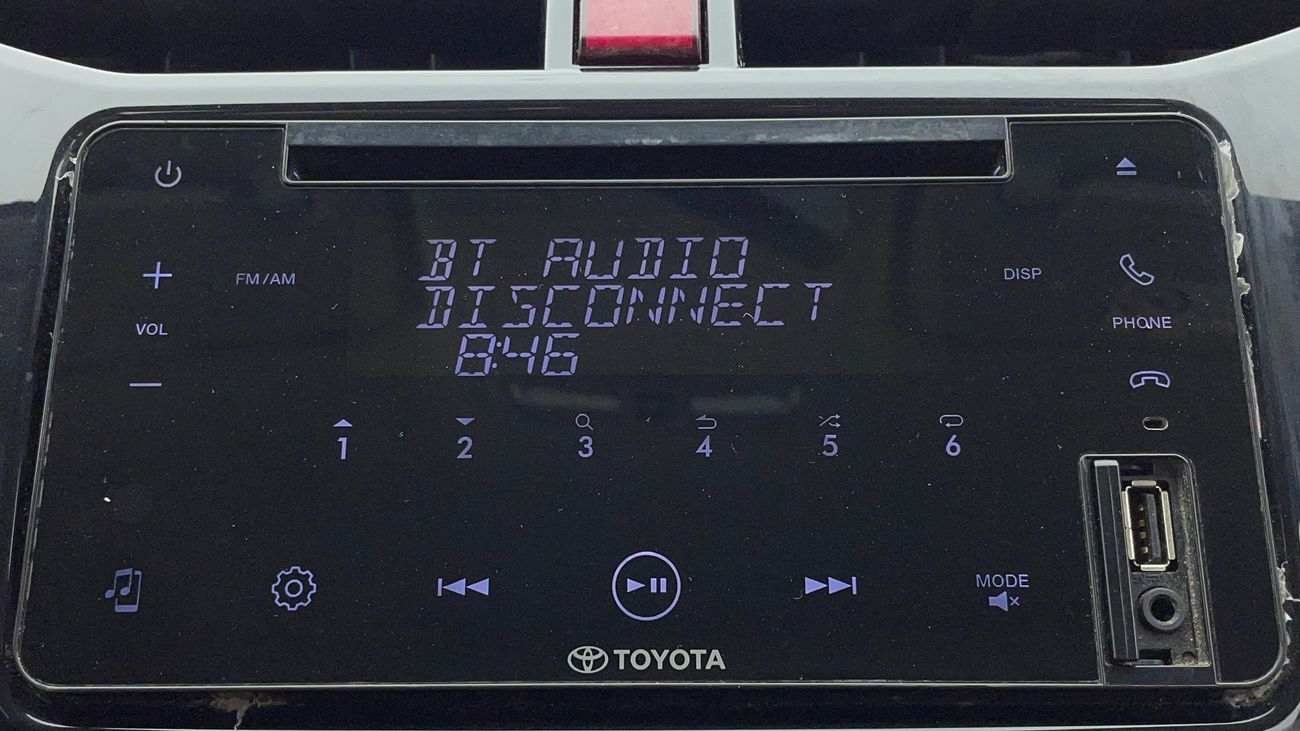 BT AUDIO
FM/AM
DISP
DISCONNECT
VOL
PHONE
8:46
1 2 3 4 5 6
MODE
TOYOTA